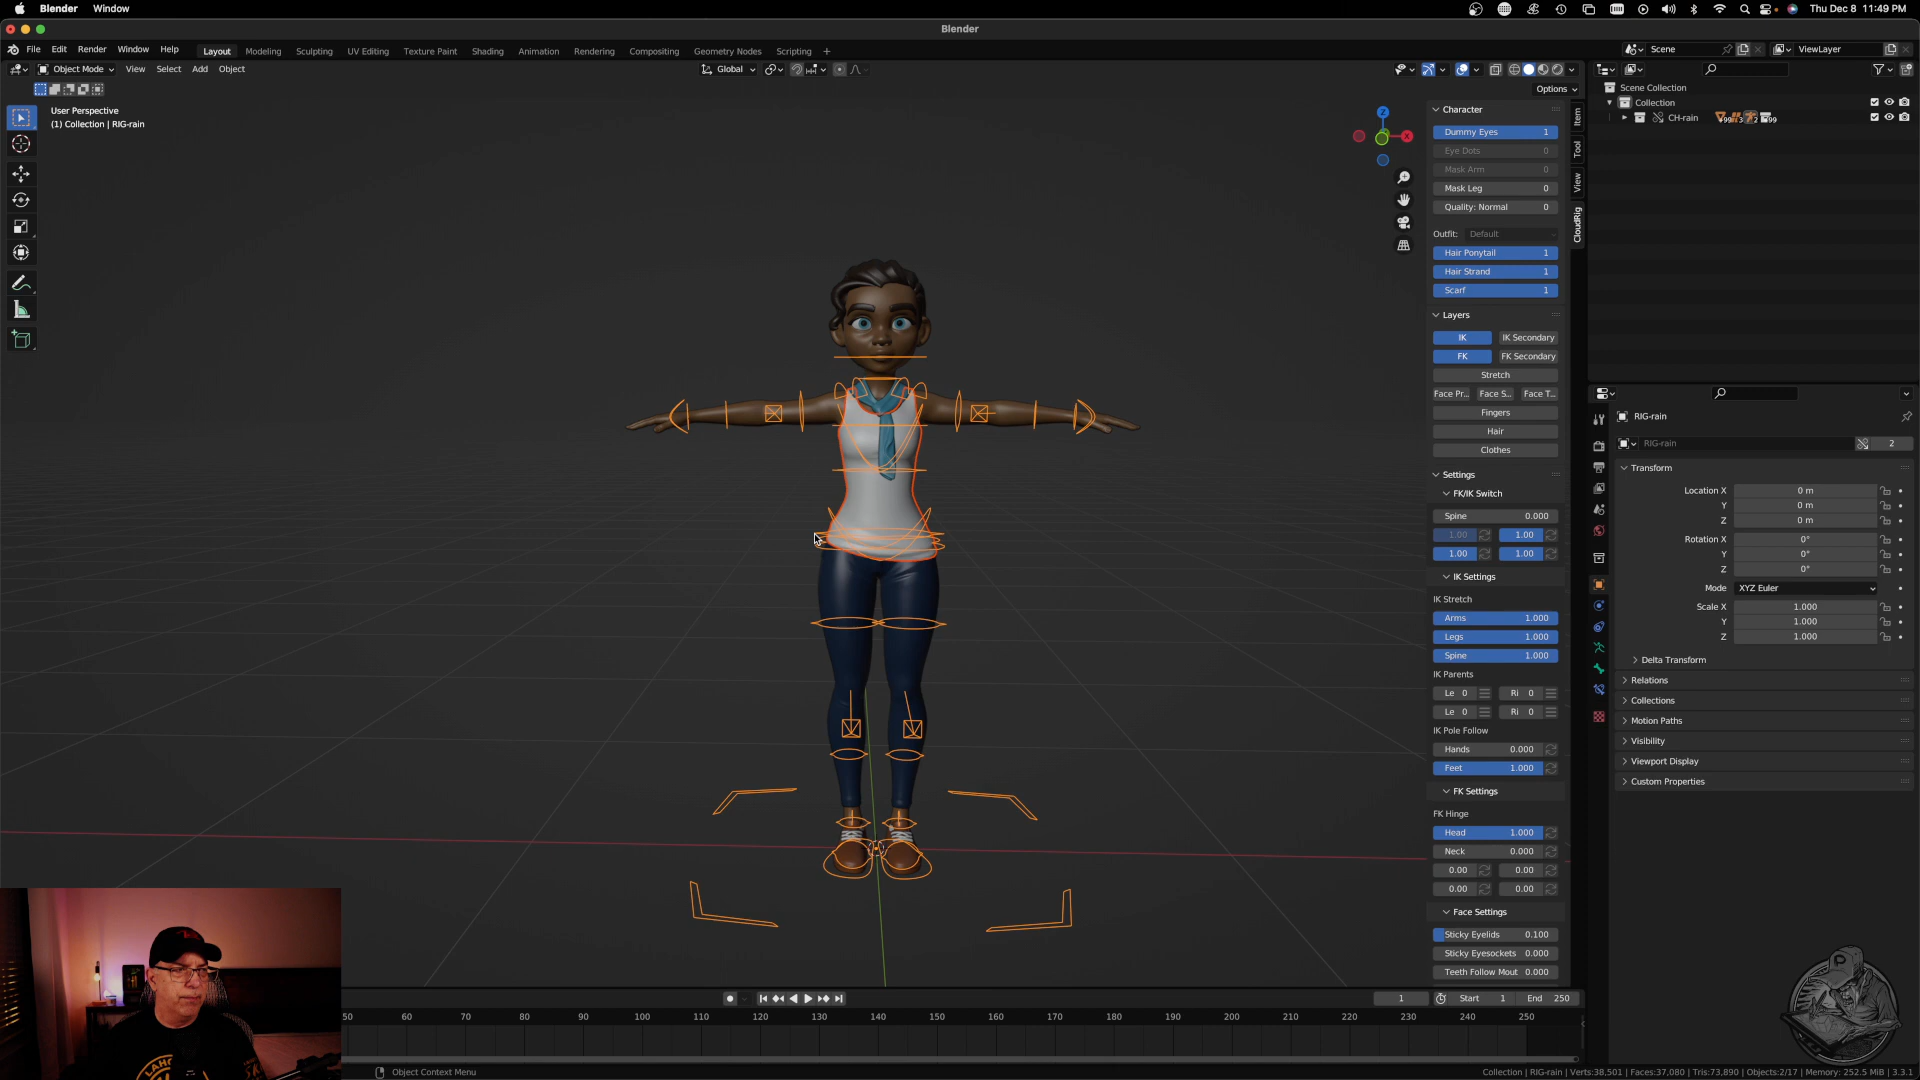 Blender Window
Thu Dec 8 11:49 PM
Blender
File Edit Render Window Help
Layout Modeling Sculpting UV Editing Texture Paint Shading Animation Rendering Compositing Geometry Nodes Scripting +
Scene
ViewLayer
Object Mode View Select Add Object
Global
Options
User Perspective
(1) Collection | RIG-rain
Z
X
Item
Tool
View
CloudRig
Character
Dummy Eyes 1
Eye Dots 0
Mask Arm 0
Mask Leg 0
Quality: Normal 0
Outfit: Default
Hair Ponytail 1
Hair Strand 1
Scarf 1
Layers
IK IK Secondary
FK FK Secondary
Stretch
Face Pr... Face S... Face T...
Fingers
Hair
Clothes
Settings
FK/IK Switch
Spine 0.000
1.00 1.00
1.00 1.00
IK Settings
IK Stretch
Arms 1.000
Legs 1.000
Spine 1.000
IK Parents
Le 0 Ri 0
Le 0 Ri 0
IK Pole Follow
Hands 0.000
Feet 1.000
FK Settings
FK Hinge
Head 1.000
Neck 0.000
0.00 0.00
0.00 0.00
Face Settings
Sticky Eyelids 0.100
Sticky Eyesockets 0.000
Teeth Follow Mout 0.000
Scene Collection
Collection
CH-rain
RIG-rain
RIG-rain 2
Transform
Location X 0 m
Y 0 m
Z 0 m
Rotation X 0°
Y 0°
Z 0°
Mode XYZ Euler
Scale X 1.000
Y 1.000
Z 1.000
Delta Transform
Relations
Collections
Motion Paths
Visibility
Viewport Display
Custom Properties
1 Start 1 End 250
50 60 70 80 90 100 110 120 130 140 150 160 170 180 190 200 210 220 230 240 250
Object Context Menu
Collection | RIG-rain | Verts:38,501 | Faces:37,080 | Tris:73,890 | Objects:2/17 | Memory: 252.5 MiB | 3.3.1